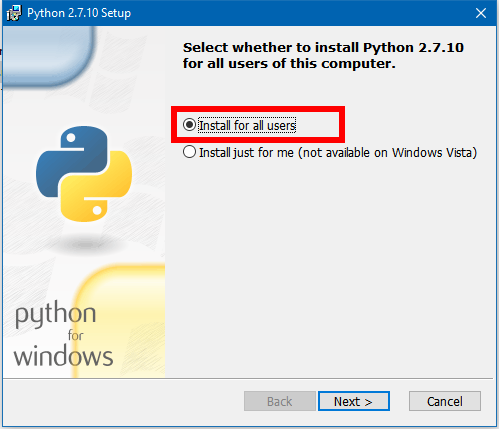 Python 2.7.10 Setup
Select whether to install Python 2.7.10
for all users of this computer.
Install for all users
Install just for me (not available on Windows Vista)
python
for
windows
Back
Next >
Cancel